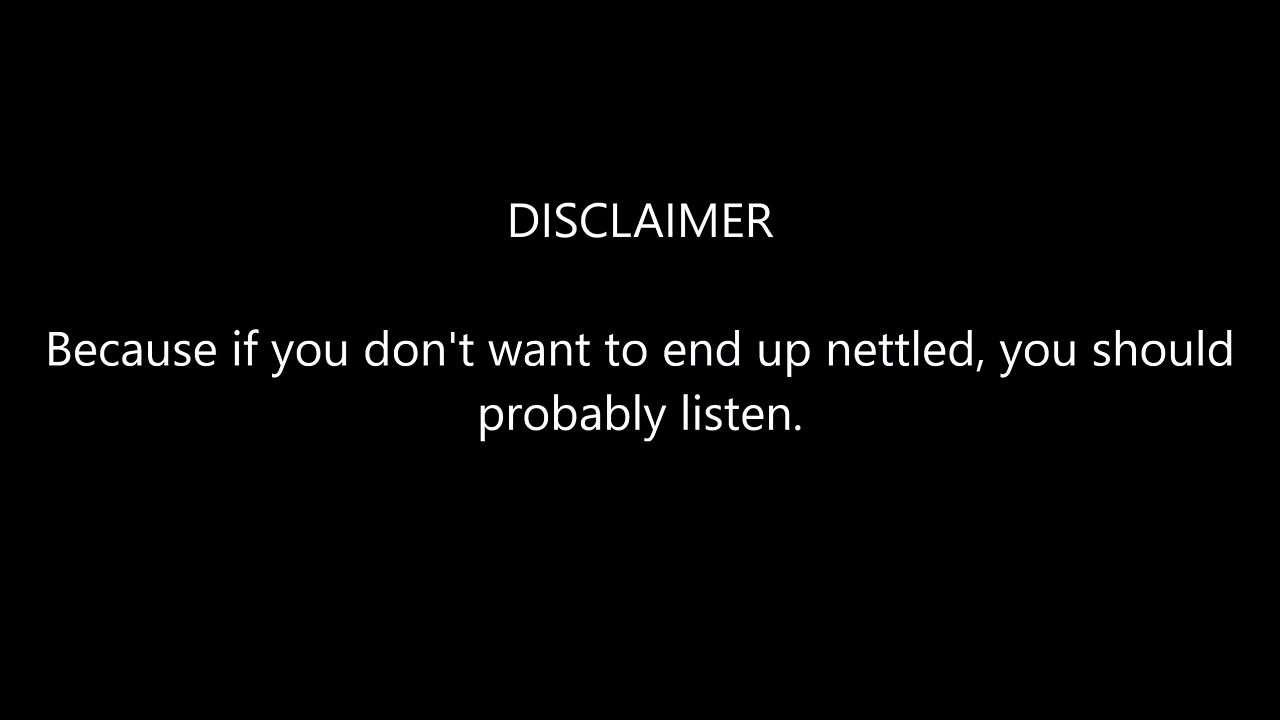 DISCLAIMER
Because if you don't want to end up nettled, you should
probably listen.